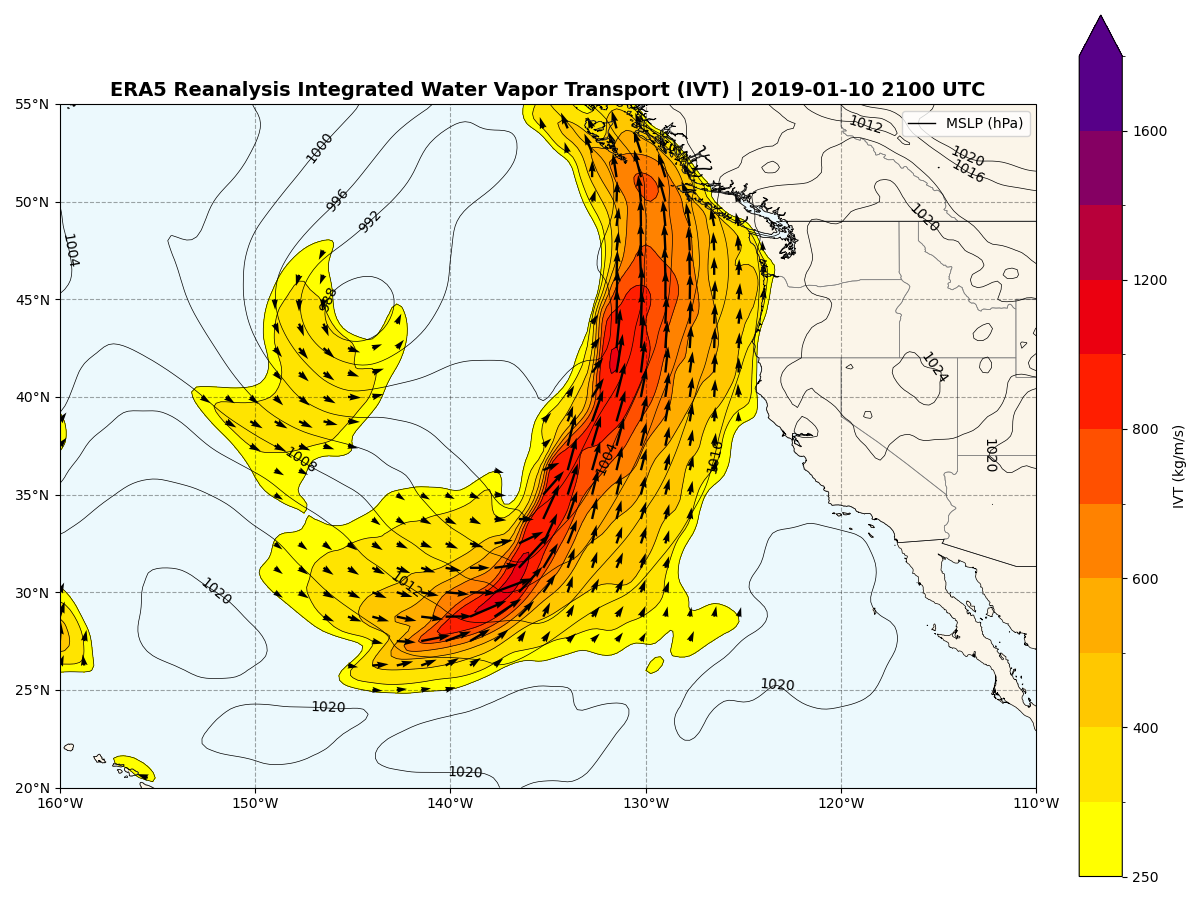 ERA5 Reanalysis Integrated Water Vapor Transport (IVT) | 2019-01-10 2100 UTC
MSLP (hPa)
55°N
50°N
45°N
40°N
35°N
30°N
25°N
20°N
160°W
150°W
140°W
130°W
120°W
110°W
1000
996
992
988
1004
1008
1012
1004
1016
1020
1020
1020
1020
1012
1020
1016
1020
1024
1020
1600
1200
800
600
400
250
IVT (kg/m/s)